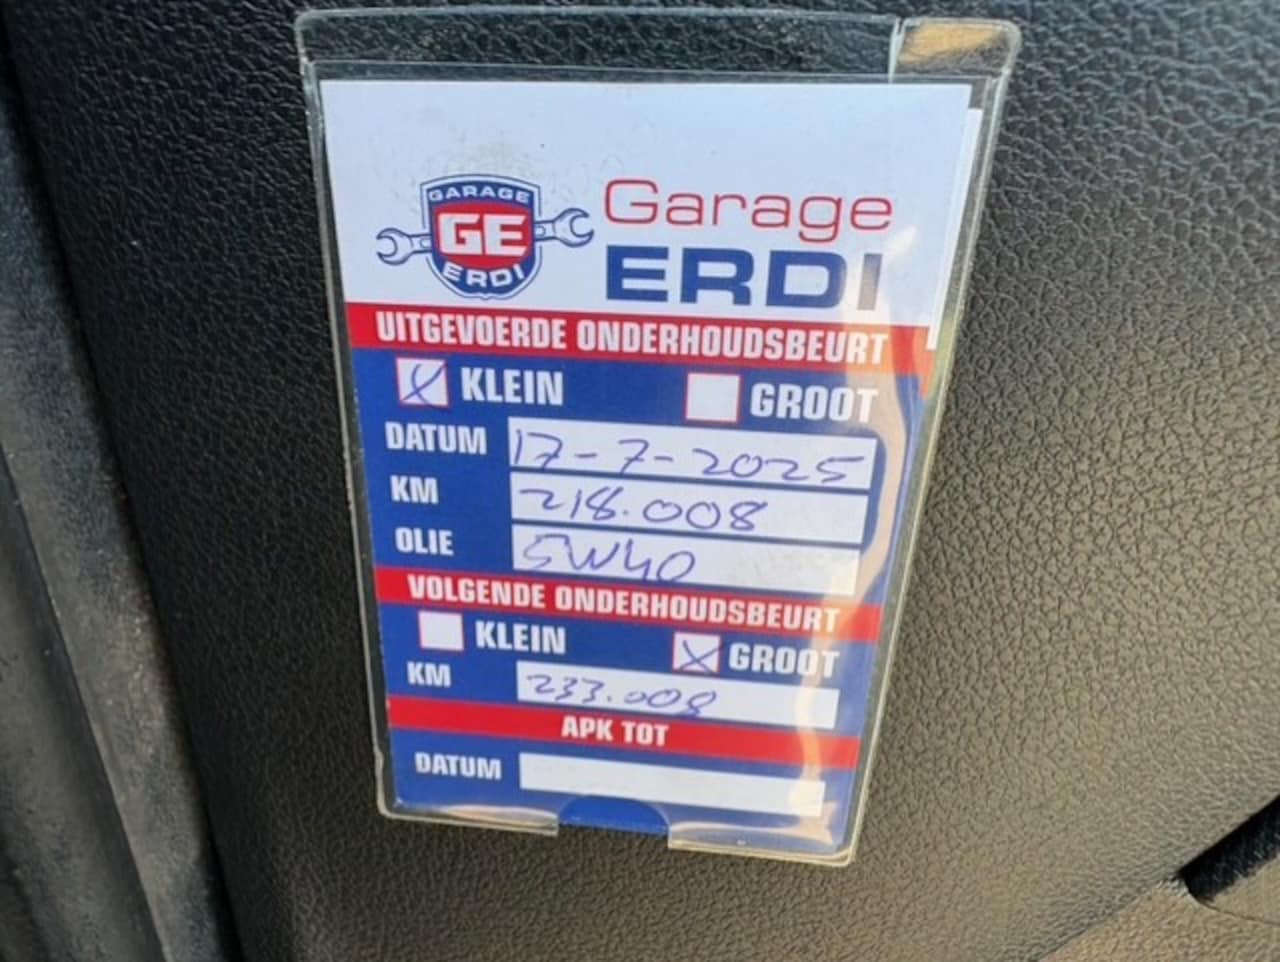 GARAGE
GE
ERDI
Garage
ERDI
UITGEVOERDE ONDERHOUDSBEURT
KLEIN GROOT
DATUM 17-7-2025
KM 218.008
OLIE 5W40
VOLGENDE ONDERHOUDSBEURT
KLEIN GROOT
KM 233.008
APK TOT
DATUM